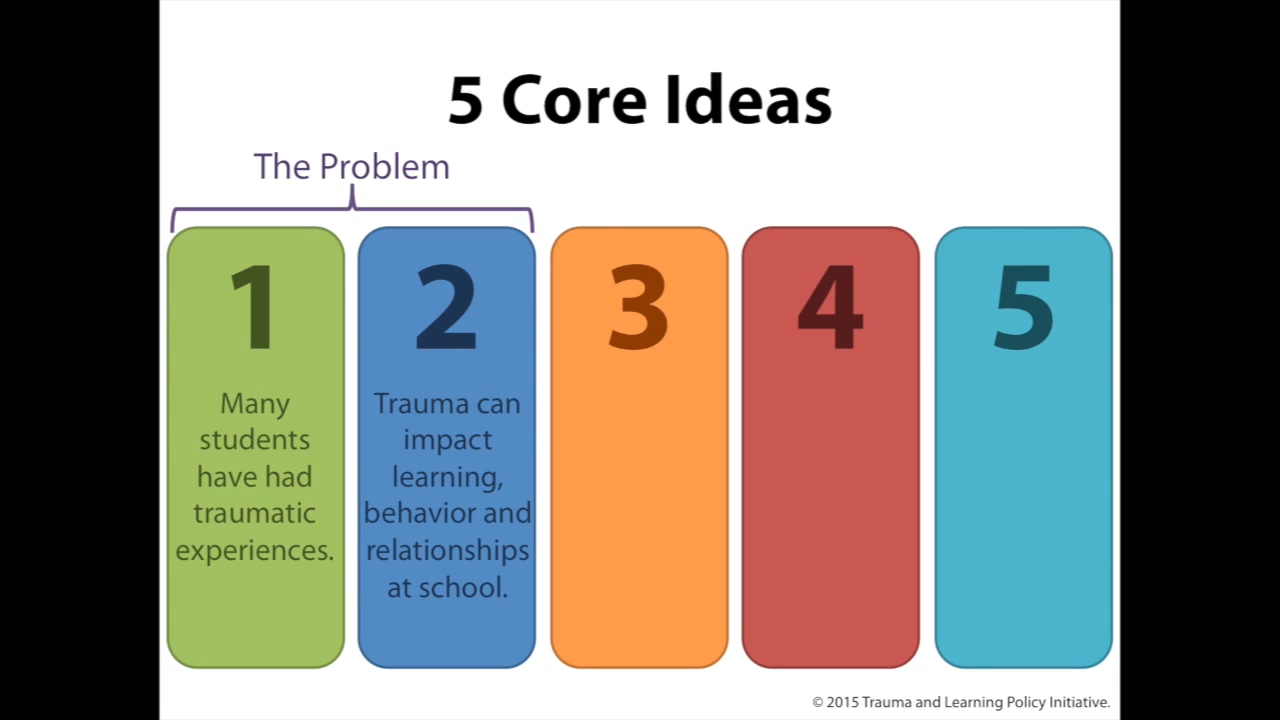 5 Core Ideas
The Problem
1
Many
students
have had
traumatic
experiences.
2
Trauma can
impact
learning,
behavior and
relationships
at school.
3
4
5
© 2015 Trauma and Learning Policy Initiative.